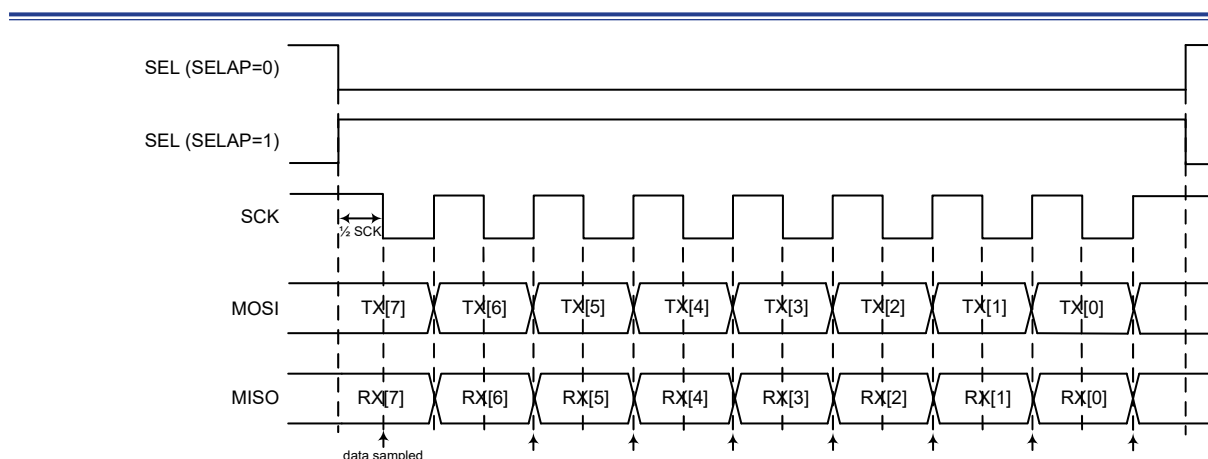 SEL (SELAP=0)
SEL (SELAP=1)
SCK
½ SCK
MOSI
TX[7] TX[6] TX[5] TX[4] TX[3] TX[2] TX[1] TX[0]
MISO
RX[7] RX[6] RX[5] RX[4] RX[3] RX[2] RX[1] RX[0]
data sampled